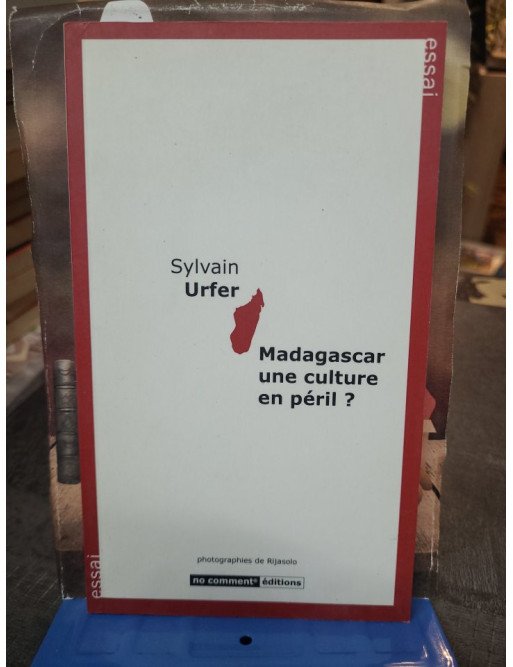 essai
Sylvain
Urfer
Madagascar
une culture
en péril ?
photographies de Rijasolo
no comment® éditions
essai